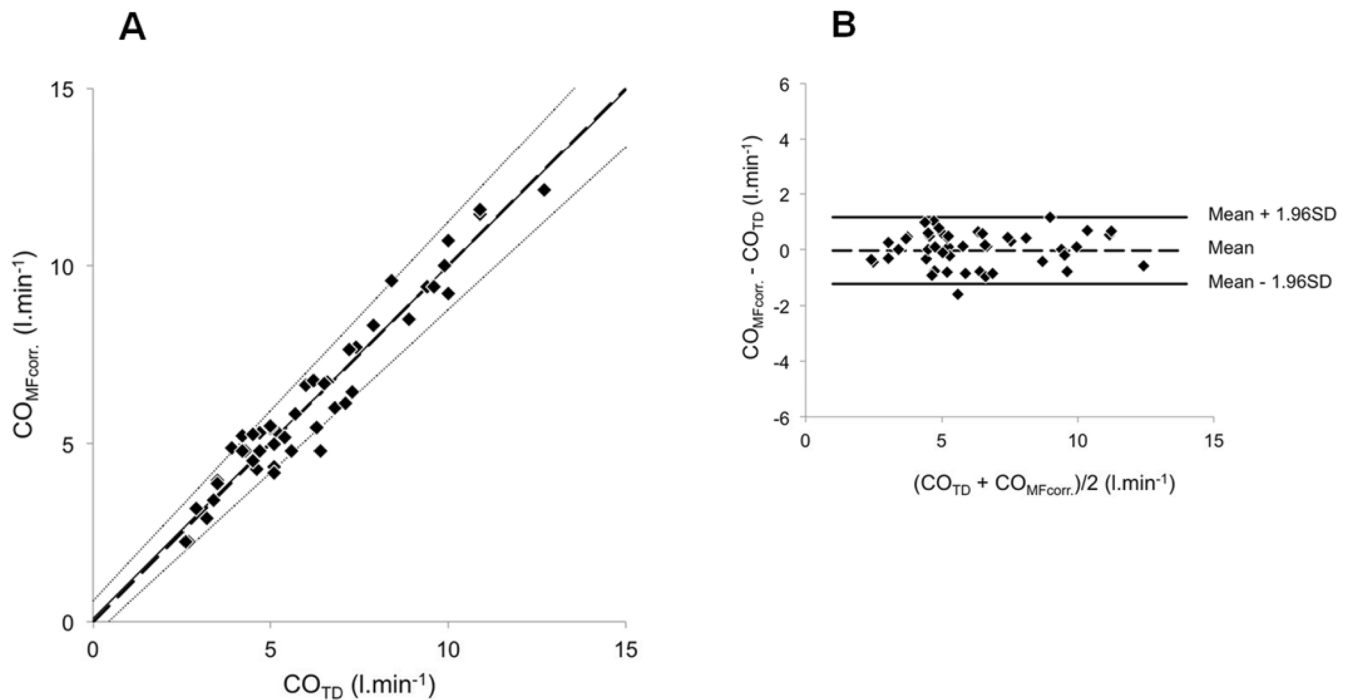 A
15
10
5
0
CO_MFcorr. (l.min⁻¹)
0 5 10 15
CO_TD (l.min⁻¹)
B
6
4
2
0
-2
-4
-6
CO_MFcorr. - CO_TD (l.min⁻¹)
Mean + 1.96SD
Mean
Mean - 1.96SD
0 5 10 15
(CO_TD + CO_MFcorr.)/2 (l.min⁻¹)